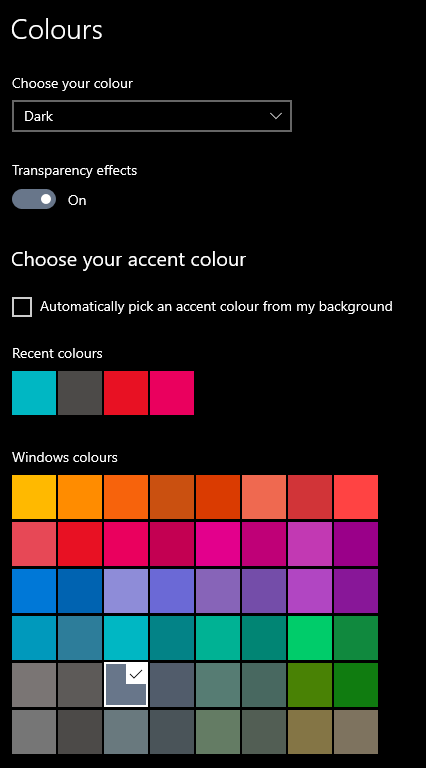 Colours
Choose your colour
Dark
Transparency effects
On
Choose your accent colour
Automatically pick an accent colour from my background
Recent colours
Windows colours